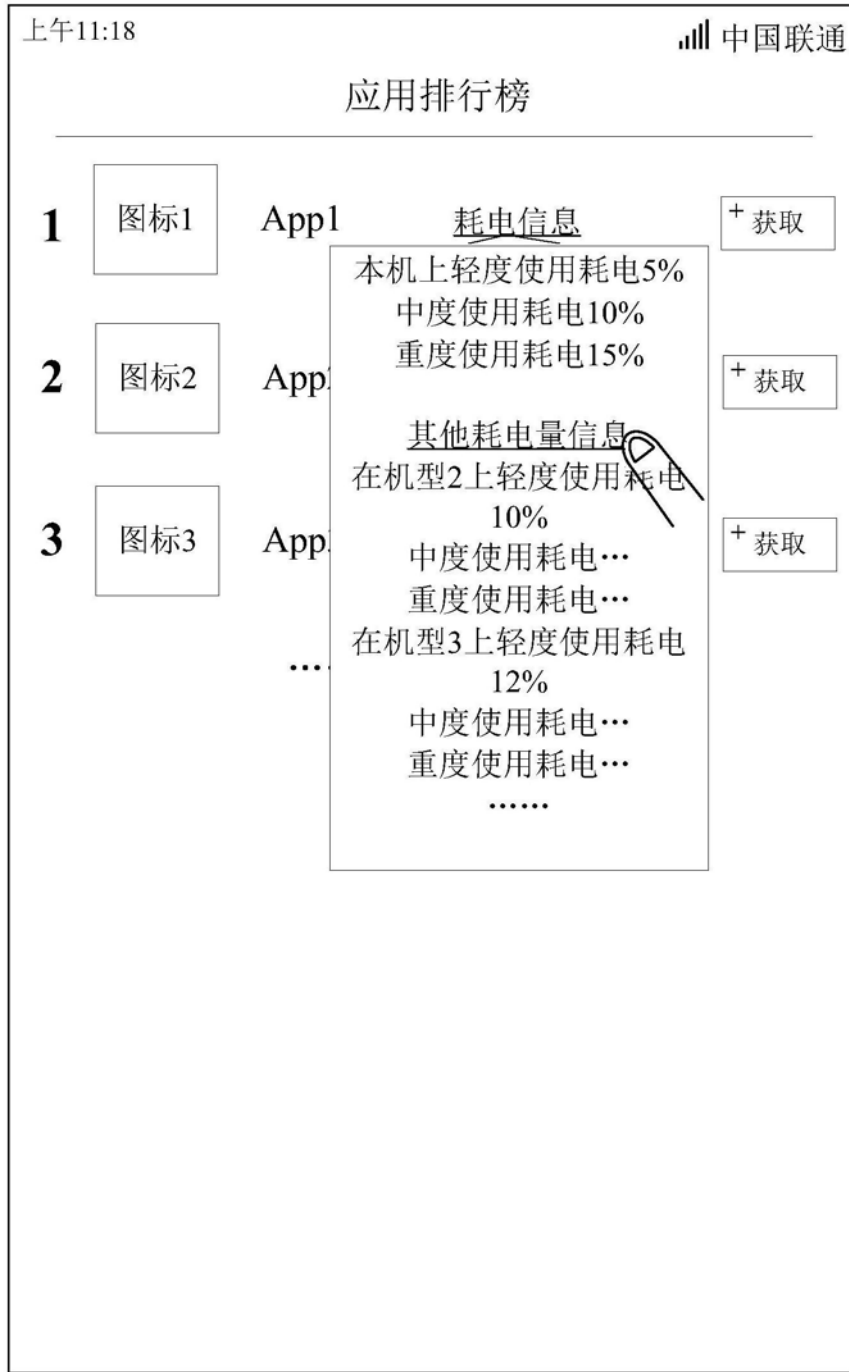 上午11:18
中国联通
应用排行榜
1 图标1 App1 耗电信息 +获取
本机上轻度使用耗电5%
中度使用耗电10%
重度使用耗电15%
2 图标2 App +获取
其他耗电量信息
在机型2上轻度使用耗电
10%
3 图标3 App +获取
中度使用耗电…
重度使用耗电…
在机型3上轻度使用耗电
12%
中度使用耗电…
重度使用耗电…
……